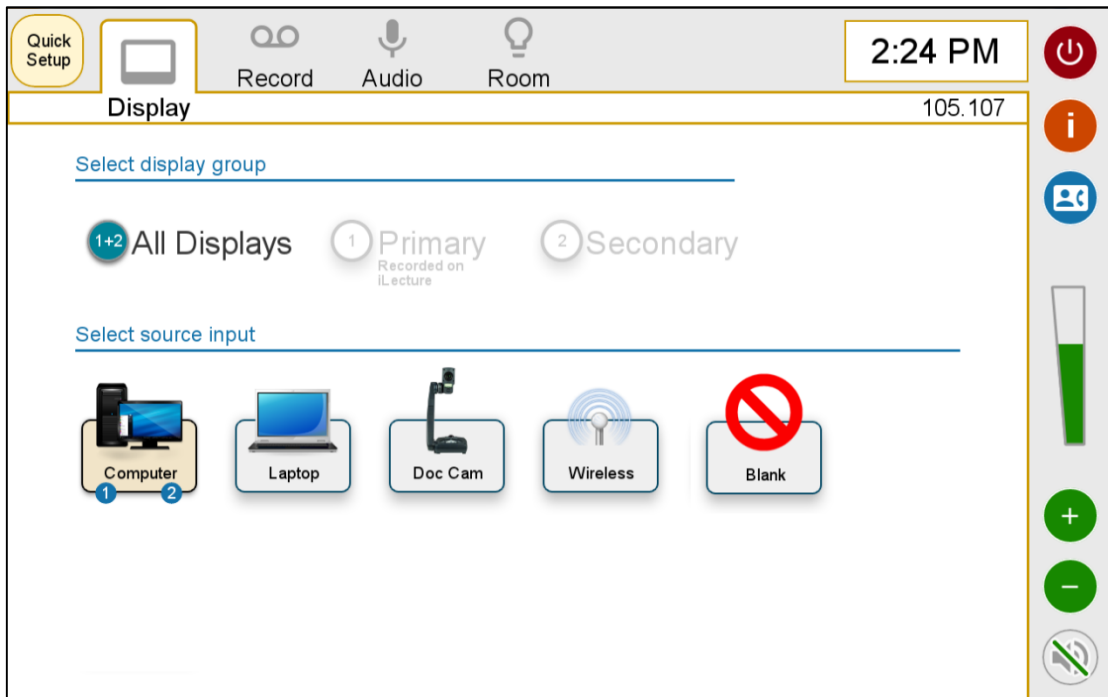 Quick
Setup
Record
Audio
Room
2:24 PM
Display
105.107
i
Select display group
1+2 All Displays
1 Primary
Recorded on
iLecture
2 Secondary
Select source input
Computer
1 2
Laptop
Doc Cam
Wireless
Blank
+
−